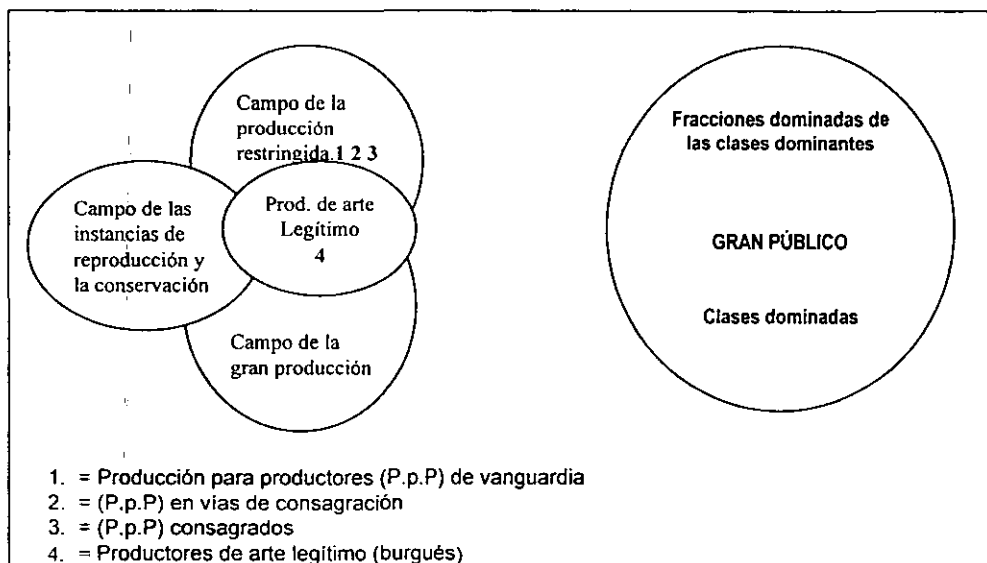 Campo de la
producción
restringida.1 2 3
Campo de las
instancias de
reproducción y
la conservación
Prod. de arte
Legítimo
4
Campo de la
gran producción
Fracciones dominadas de
las clases dominantes
GRAN PÚBLICO
Clases dominadas
1. = Producción para productores (P.p.P) de vanguardia
2. = (P.p.P) en vías de consagración
3. = (P.p.P) consagrados
4. = Productores de arte legítimo (burgués)